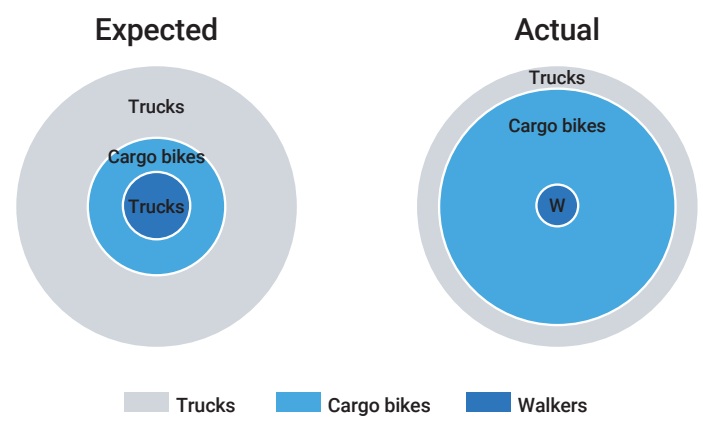 Expected
Actual
Trucks
Cargo bikes
Trucks
Trucks
Cargo bikes
W
Trucks
Cargo bikes
Walkers